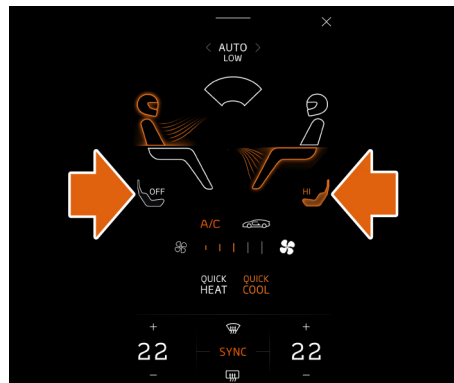 AUTO
LOW
OFF
HI
A/C
QUICK
HEAT
QUICK
COOL
+
+
22
SYNC
22
−
−